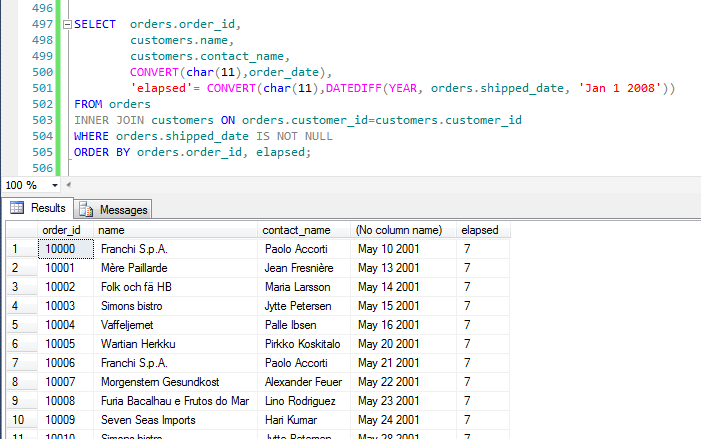 496
497 SELECT orders.order_id,
498 customers.name,
499 customers.contact_name,
500 CONVERT(char(11),order_date),
501 'elapsed'= CONVERT(char(11),DATEDIFF(YEAR, orders.shipped_date, 'Jan 1 2008'))
502 FROM orders
503 INNER JOIN customers ON orders.customer_id=customers.customer_id
504 WHERE orders.shipped_date IS NOT NULL
505 ORDER BY orders.order_id, elapsed;
506
100 %
Results Messages
order_id name contact_name (No column name) elapsed
1 10000 Franchi S.p.A. Paolo Accorti May 10 2001 7
2 10001 Mère Paillarde Jean Fresnière May 13 2001 7
3 10002 Folk och fä HB Maria Larsson May 14 2001 7
4 10003 Simons bistro Jytte Petersen May 15 2001 7
5 10004 Vaffeljernet Palle Ibsen May 16 2001 7
6 10005 Wartian Herkku Pirkko Koskitalo May 20 2001 7
7 10006 Franchi S.p.A. Paolo Accorti May 21 2001 7
8 10007 Morgenstern Gesundkost Alexander Feuer May 22 2001 7
9 10008 Furia Bacalhau e Frutos do Mar Lino Rodriguez May 23 2001 7
10 10009 Seven Seas Imports Hari Kumar May 24 2001 7
11 10010 Simons bistro Jytte Petersen May 28 2001 7